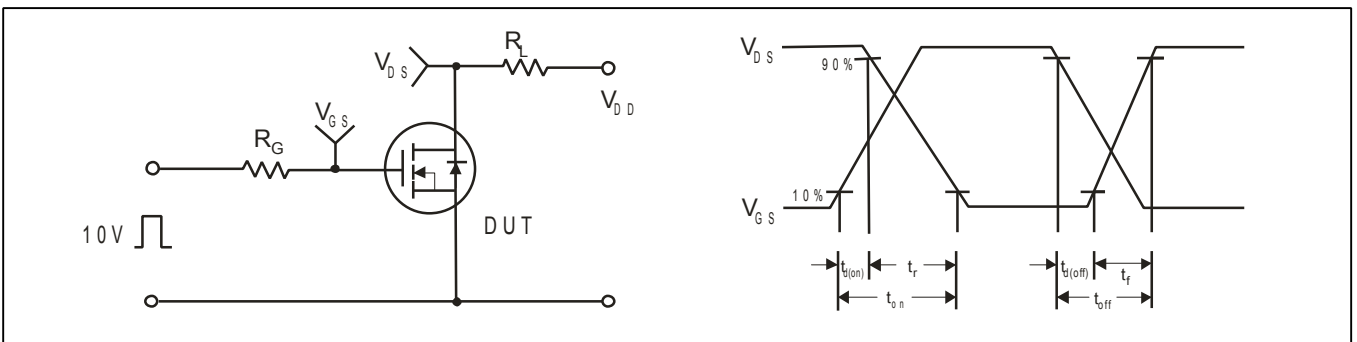 R_L
V_DS
V_DD
V_GS
R_G
10V
DUT
V_DS
90%
10%
V_GS
t_d(on)
t_r
t_d(off)
t_f
t_on
t_off